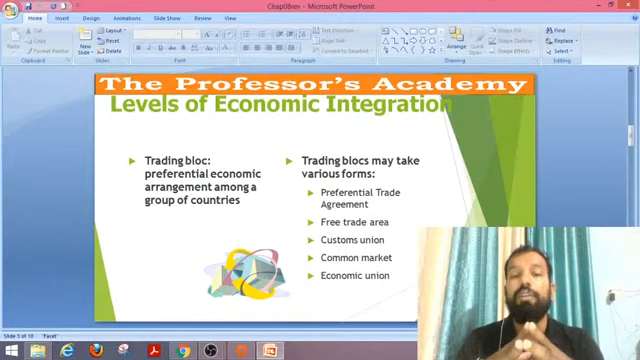 Chap08rev - Microsoft PowerPoint
Home
Insert
Design
Animations
Slide Show
Review
View
Paste
New Slide
Layout
Reset
Delete
Clipboard
Slides
Font
Paragraph
Text Direction
Align Text
Convert to SmartArt
Arrange
Quick Styles
Shape Fill
Shape Outline
Shape Effects
Drawing
Find
Replace
Select
Editing
The Professor's Academy
Levels of Economic Integration
Trading bloc:
preferential economic
arrangement among a
group of countries
Trading blocs may take
various forms:
Preferential Trade
Agreement
Free trade area
Customs union
Common market
Economic union
Slide 5 of 18
"Facet"